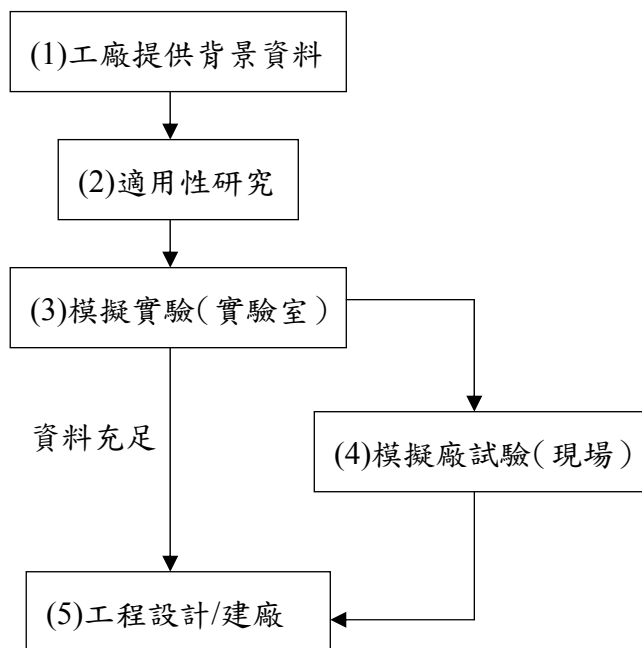 (1)工廠提供背景資料
(2)適用性研究
(3)模擬實驗(實驗室)
資料充足
(4)模擬廠試驗(現場)
(5)工程設計/建廠